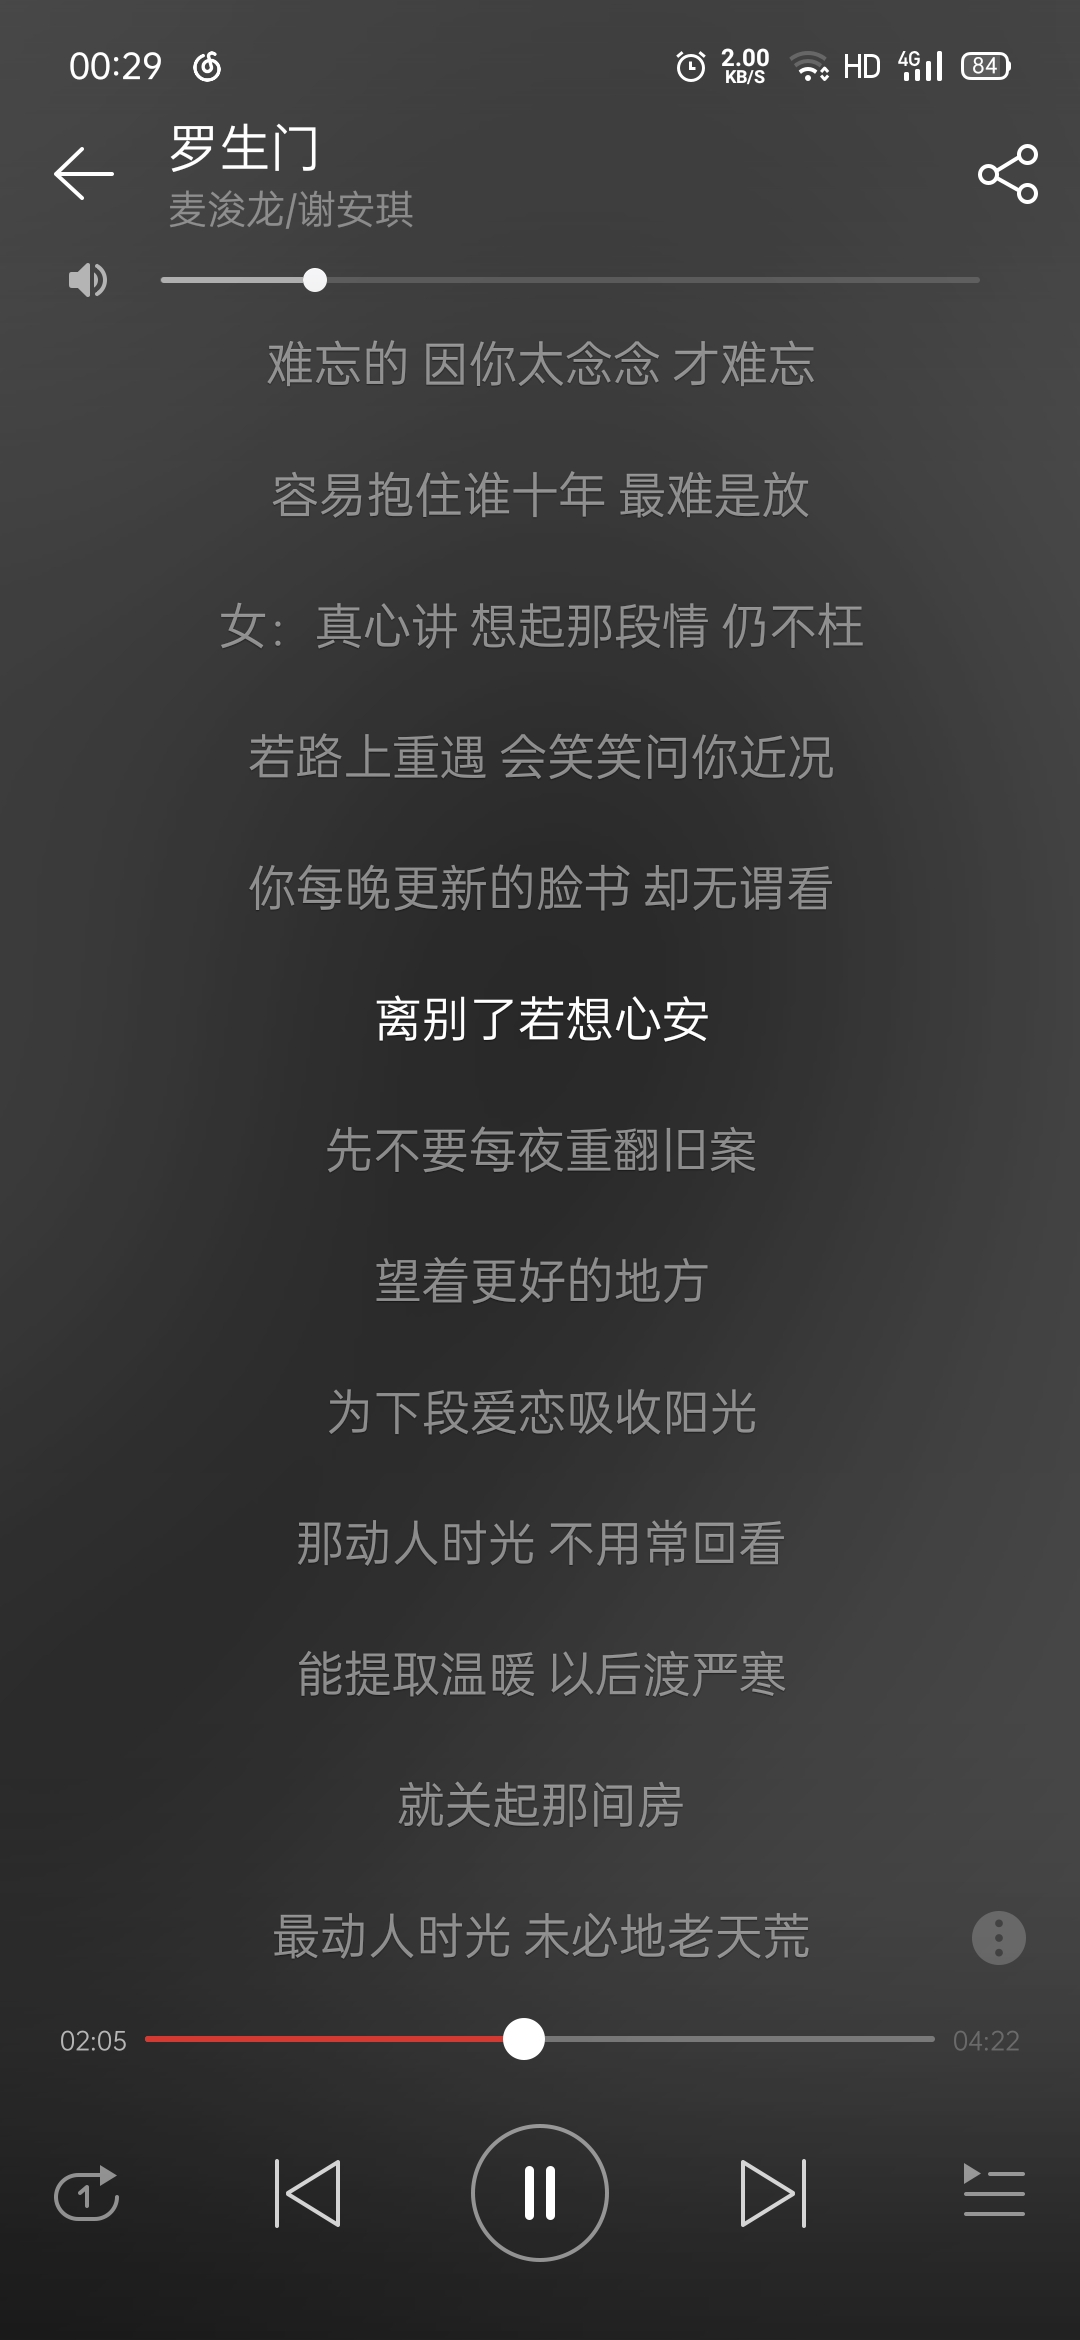 00:29 2.00 KB/S HD 4G 84
罗生门
麦浚龙/谢安琪
难忘的 因你太念念 才难忘
容易抱住谁十年 最难是放
女： 真心讲 想起那段情 仍不枉
若路上重遇 会笑笑问你近况
你每晚更新的脸书 却无谓看
离别了若想心安
先不要每夜重翻旧案
望着更好的地方
为下段爱恋吸收阳光
那动人时光 不用常回看
能提取温暖 以后渡严寒
就关起那间房
最动人时光 未必地老天荒
02:05 04:22
1